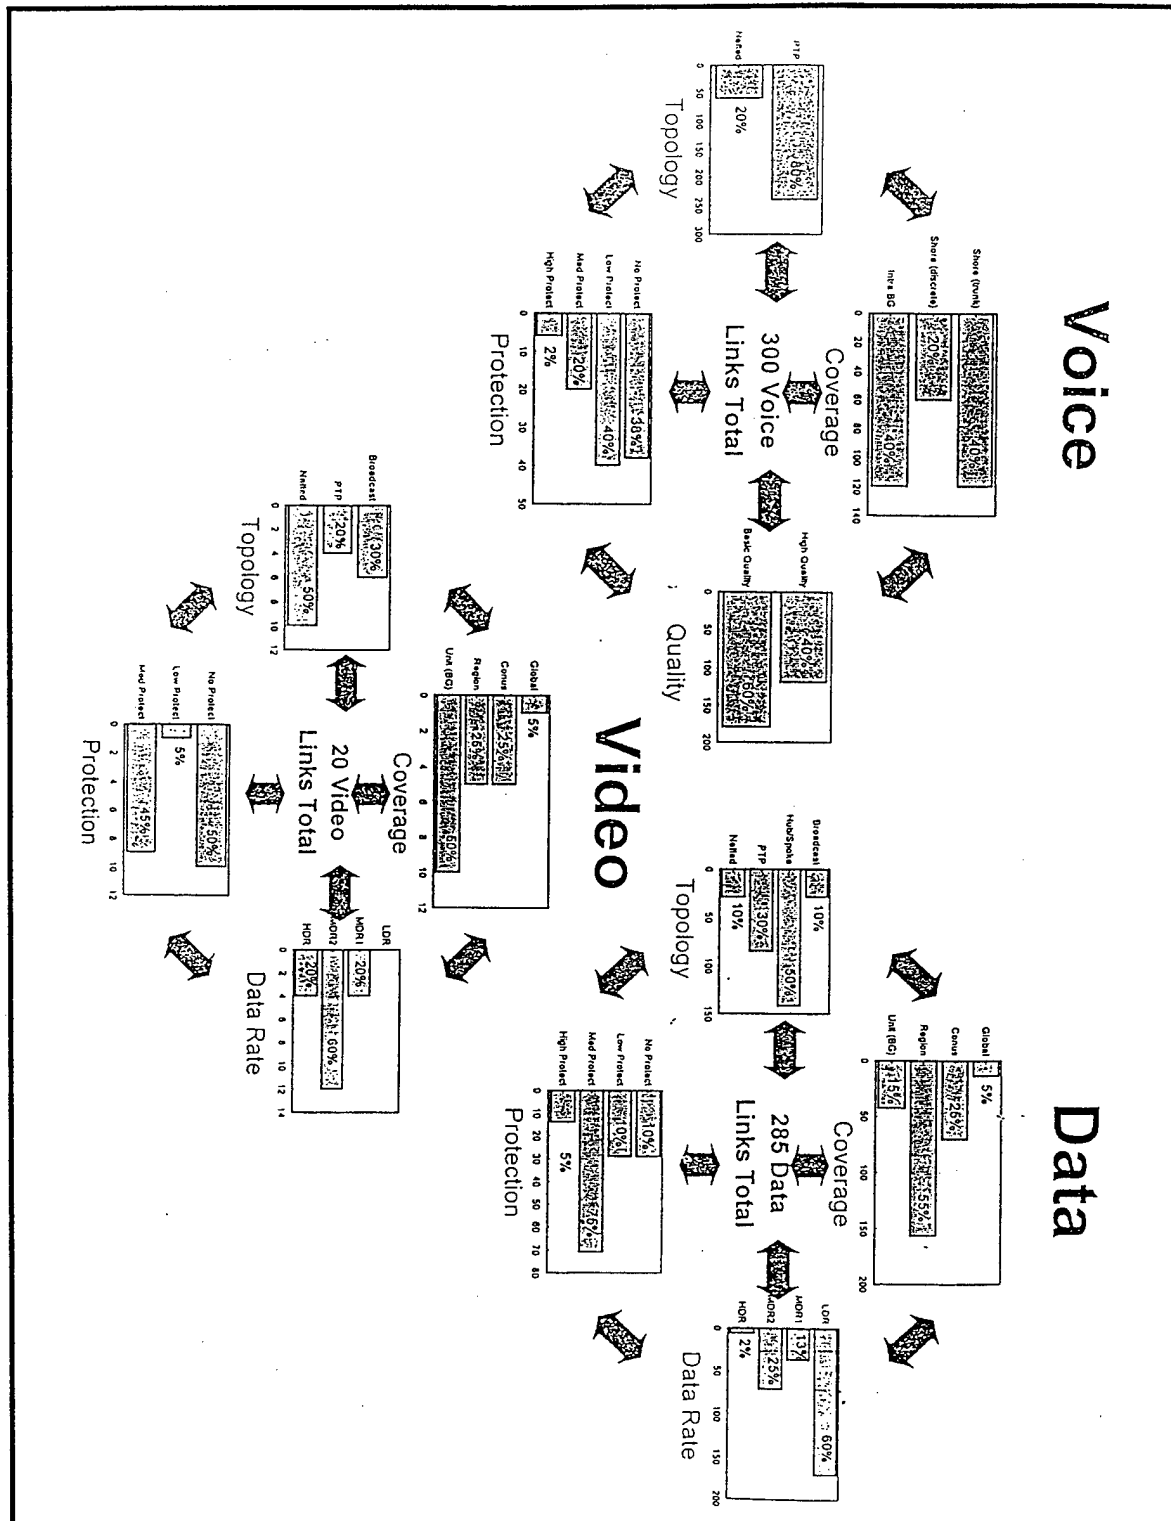 Voice
Shore (trunk)
Shore (discrete)
Intra BG
40%
20%
40%
0 20 40 60 80 100 120 140
Coverage
PTP
Netted
80%
20%
0 50 100 150 200 250 300
Topology
300 Voice
Links Total
High Quality
Basic Quality
40%
60%
0 50 100 150 200
Quality
No Protect
Low Protect
Med Protect
High Protect
38%
40%
20%
2%
0 10 20 30 40 50
Protection
Video
Global
Conus
Region
Unit (BG)
5%
25%
25%
0 2 4 6 8 10 12
Coverage
Broadcast
PTP
Netted
30%
20%
50%
0 2 4 6 8 10 12
Topology
20 Video
Links Total
LDR
MDR1
MDR2
HDR
20%
60%
20%
0 2 4 6 8 10 12 14
Data Rate
No Protect
Low Protect
Med Protect
50%
5%
45%
0 2 4 6 8 10 12
Protection
Data
Global
Conus
Region
Unit (BG)
5%
25%
55%
15%
0 50 100 150 200
Coverage
Broadcast
Hub/Spoke
PTP
Netted
10%
50%
30%
10%
0 50 100 150
Topology
285 Data
Links Total
LDR
MDR1
MDR2
HDR
60%
13%
25%
2%
0 50 100 150 200
Data Rate
No Protect
Low Protect
Med Protect
High Protect
10%
10%
5%
0 10 20 30 40 50 60 70 80
Protection